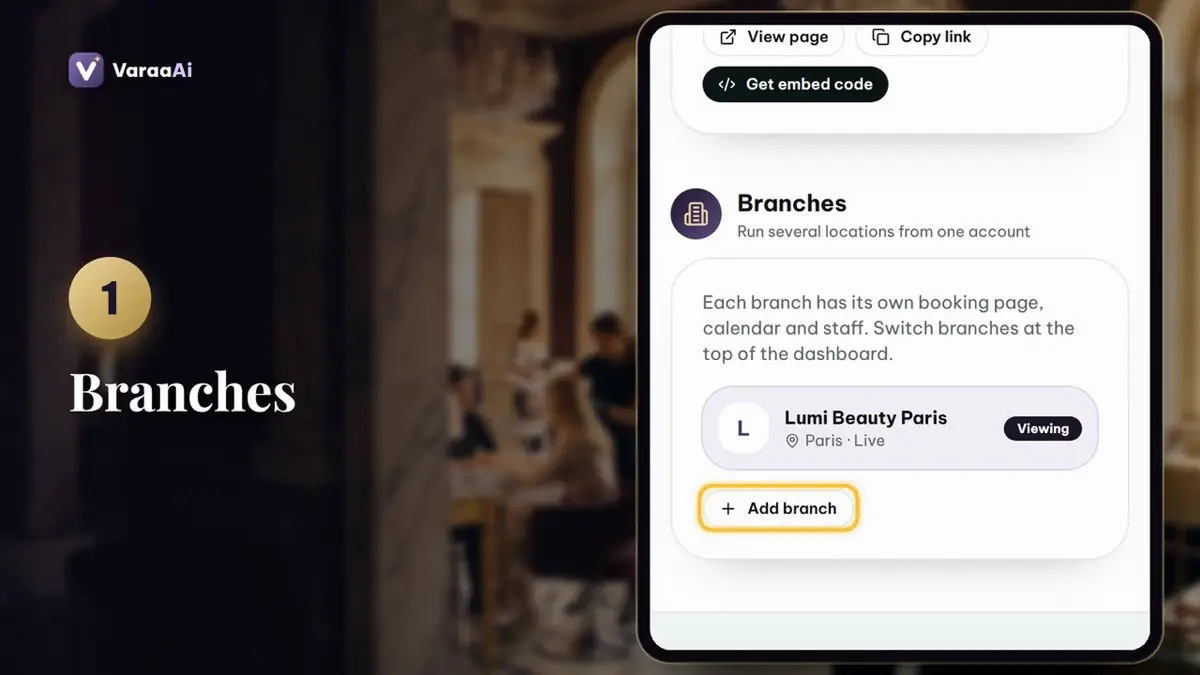 VaraaAi
1
Branches
View page
Copy link
</> Get embed code
Branches
Run several locations from one account
Each branch has its own booking page,
calendar and staff. Switch branches at the
top of the dashboard.
L
Lumi Beauty Paris
Paris · Live
Viewing
+ Add branch